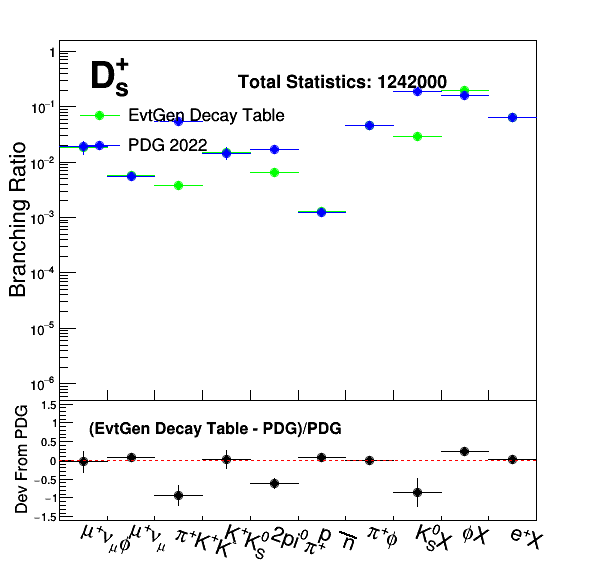 D_s^+
Total Statistics: 1242000
EvtGen Decay Table
PDG 2022
Branching Ratio
1
10⁻¹
10⁻²
10⁻³
10⁻⁴
10⁻⁵
10⁻⁶
Dev From PDG
(EvtGen Decay Table - PDG)/PDG
1.5
1
0.5
0
−0.5
−1
−1.5
μ⁺ν_μφ
μ⁺ν_μ
π⁺K⁺K⁻
K⁺K_S^0
2pi⁰π⁺
p n̅
π⁺φ
K_S^0X
φX
e⁺X